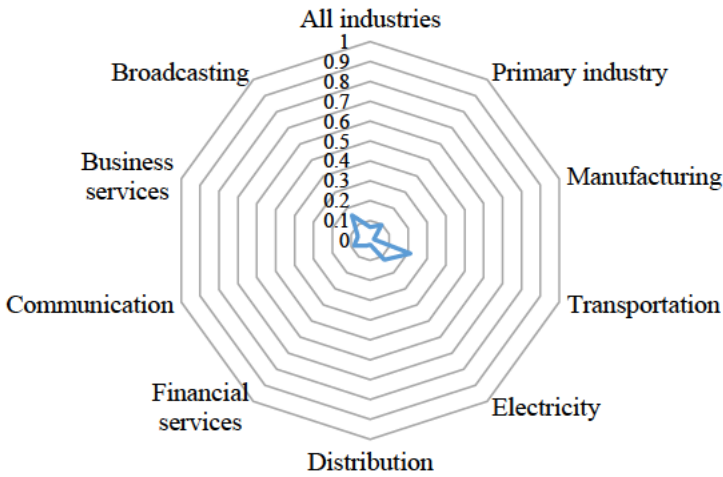 All industries
1
0.9
0.8
0.7
0.6
0.5
0.4
0.3
0.2
0.1
0
Primary industry
Manufacturing
Transportation
Electricity
Distribution
Financial
services
Communication
Business
services
Broadcasting